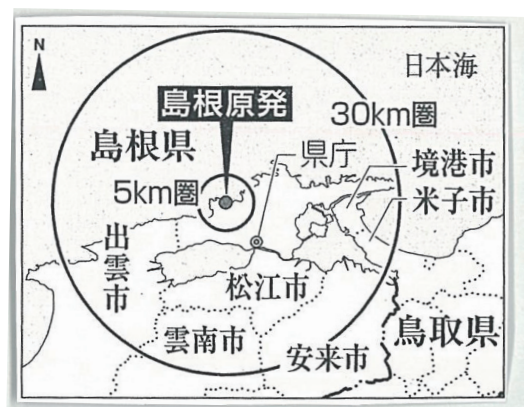 N
日本海
島根原発
30km圏
島根県
県庁
境港市
5km圏
米子市
出雲市
松江市
鳥取県
雲南市
安来市